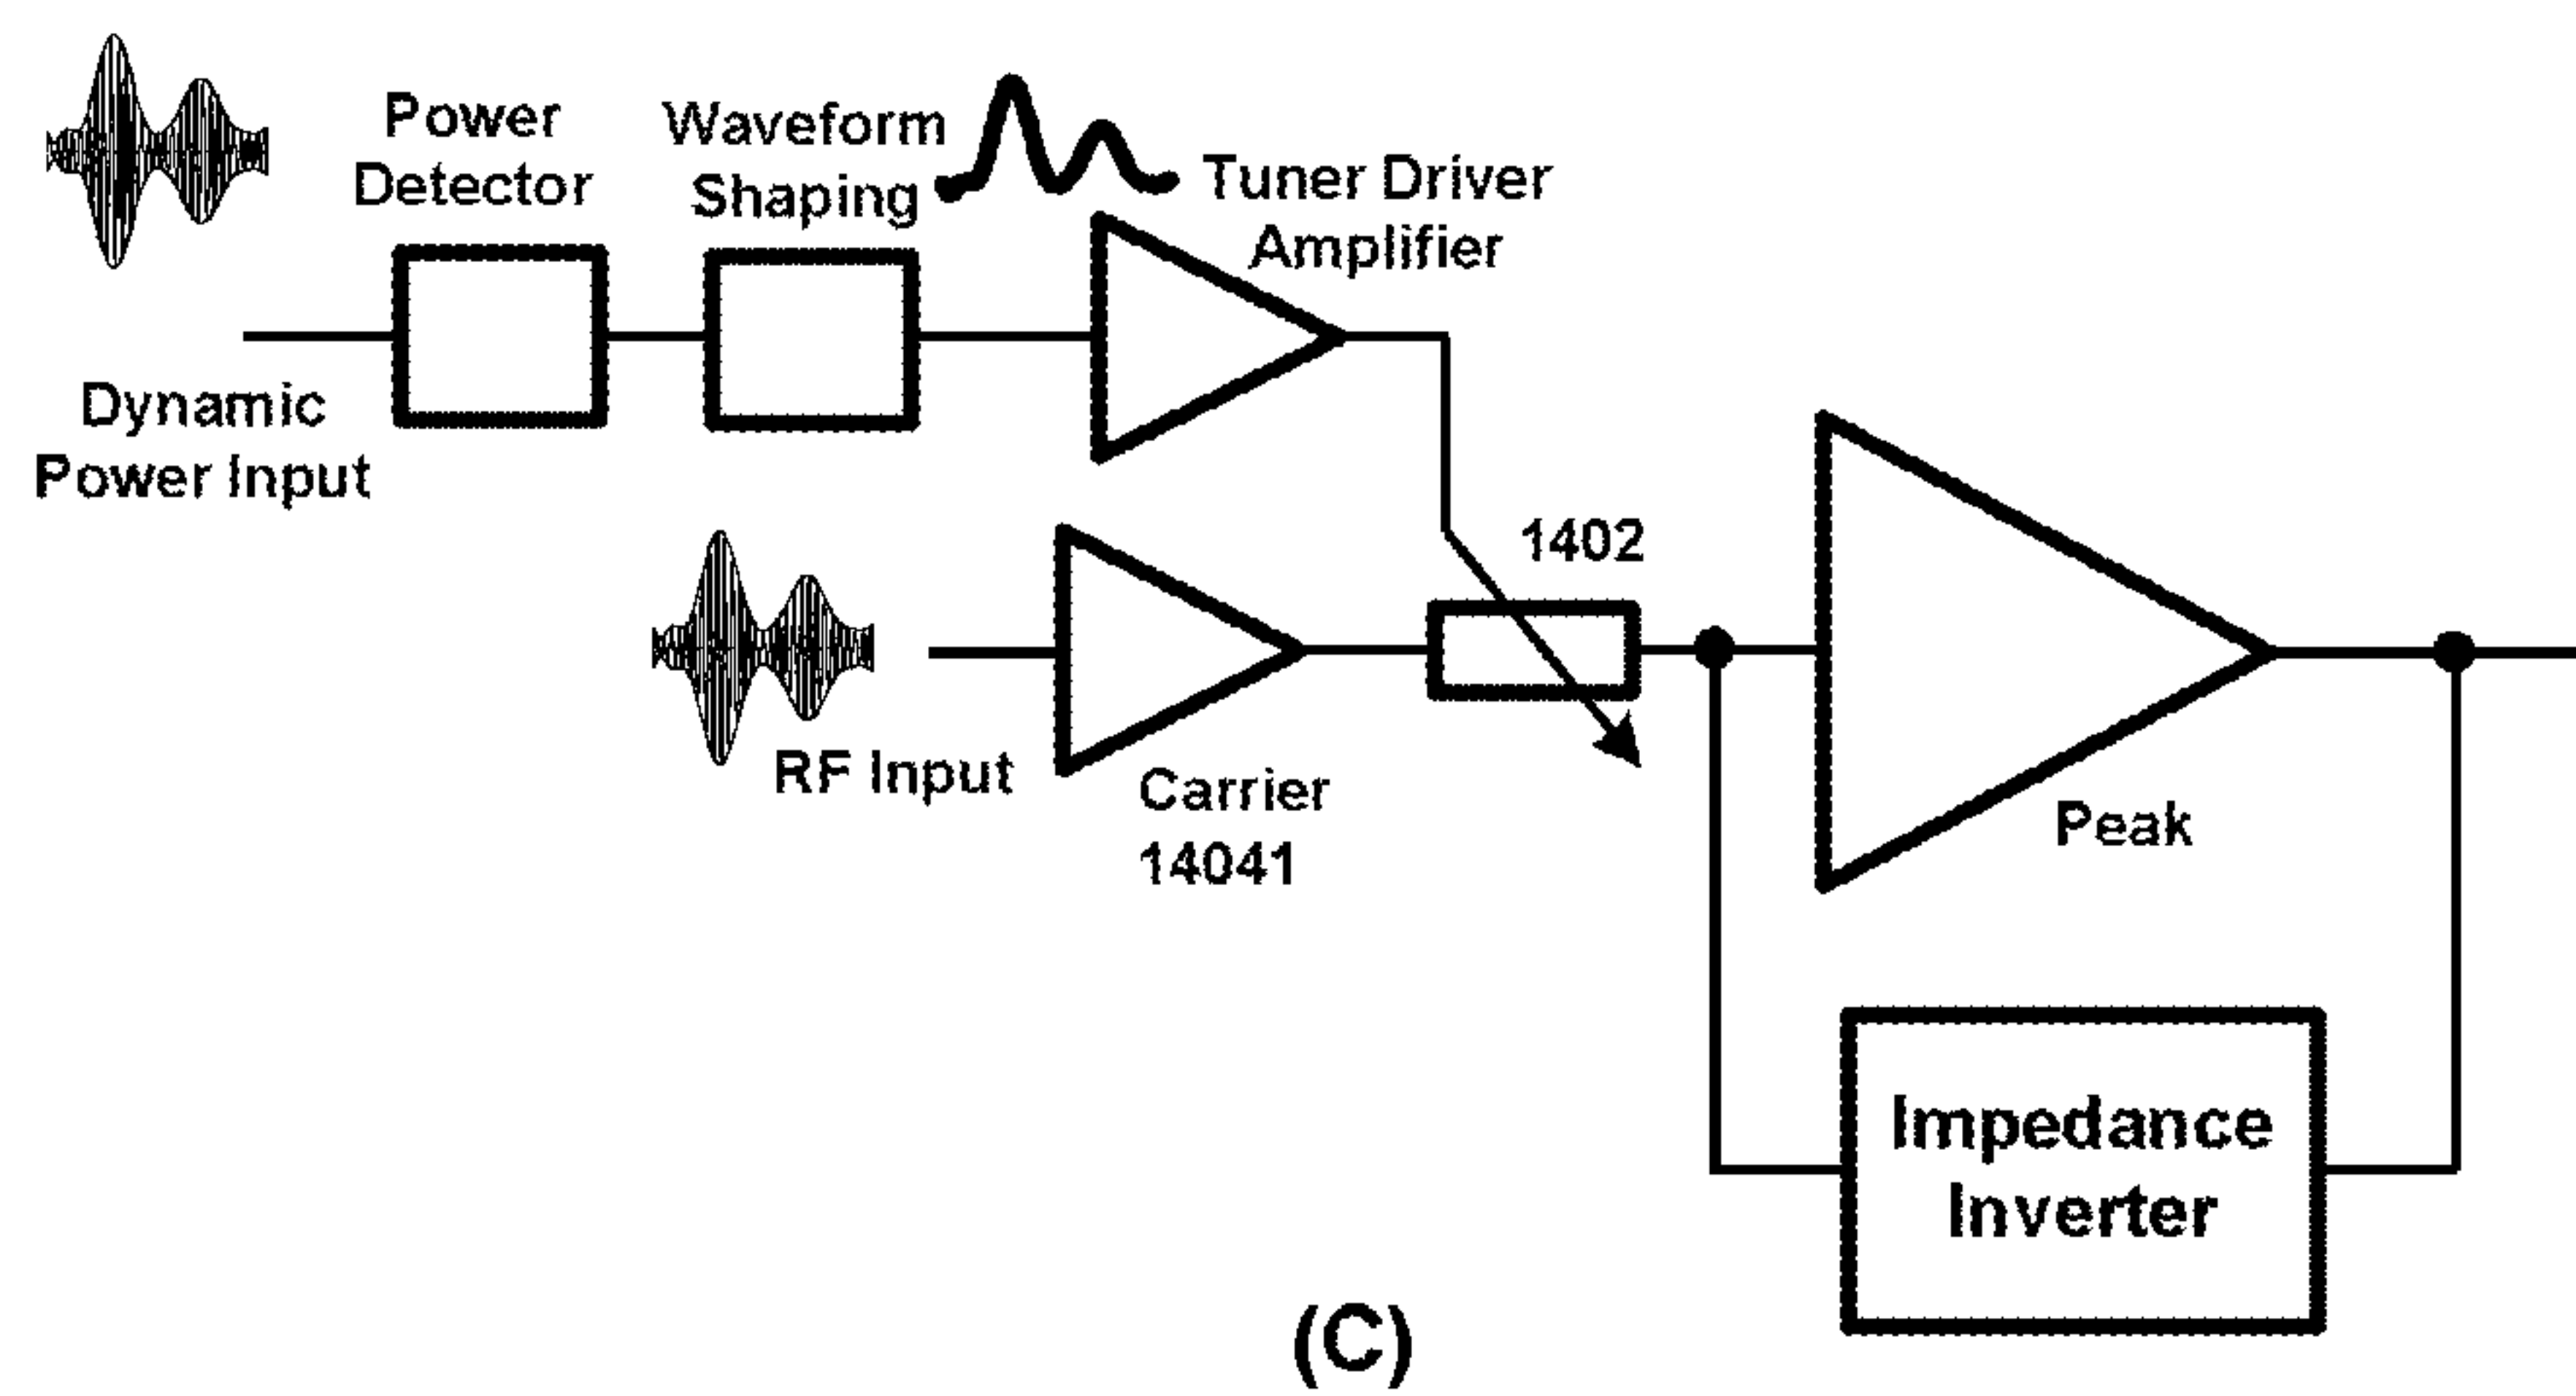 Power
Detector
Waveform
Shaping
Tuner Driver
Amplifier
Dynamic
Power Input
1402
RF Input
Carrier
14041
Peak
Impedance
Inverter
(C)